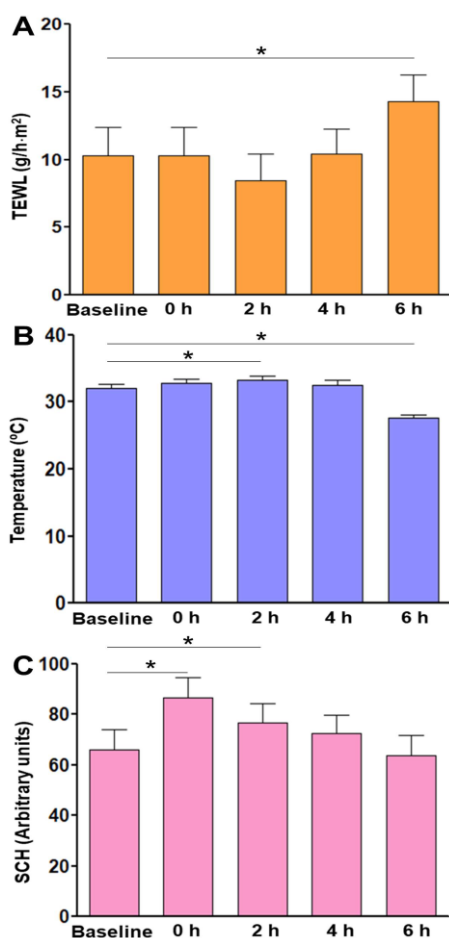 A
TEWL (g/h·m²)
20
15
10
5
0
*
Baseline 0 h 2 h 4 h 6 h
B
Temperature (ºC)
40
30
20
10
0
*
*
Baseline 0 h 2 h 4 h 6 h
C
SCH (Arbitrary units)
100
80
60
40
20
0
*
*
Baseline 0 h 2 h 4 h 6 h